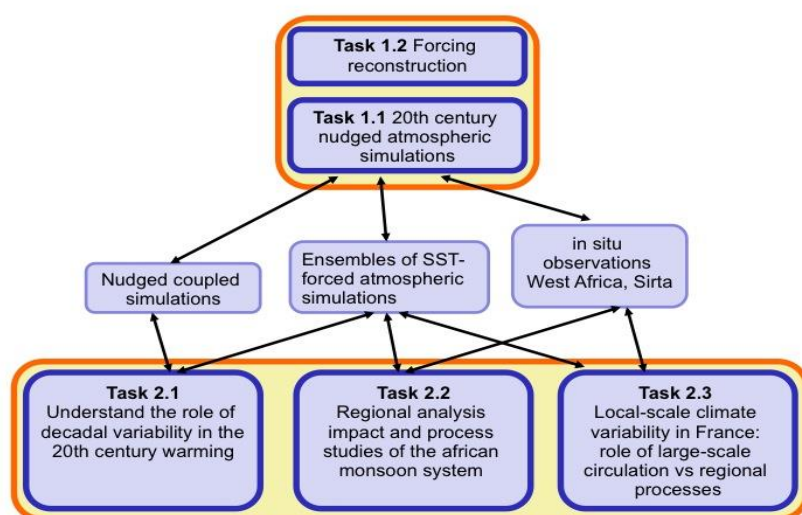 Task 1.2 Forcing
reconstruction
Task 1.1 20th century
nudged atmospheric
simulations
Nudged coupled
simulations
Ensembles of SST-
forced atmospheric
simulations
in situ
observations
West Africa, Sirta
Task 2.1
Understand the role of
decadal variability in the
20th century warming
Task 2.2
Regional analysis
impact and process
studies of the african
monsoon system
Task 2.3
Local-scale climate
variability in France:
role of large-scale
circulation vs regional
processes